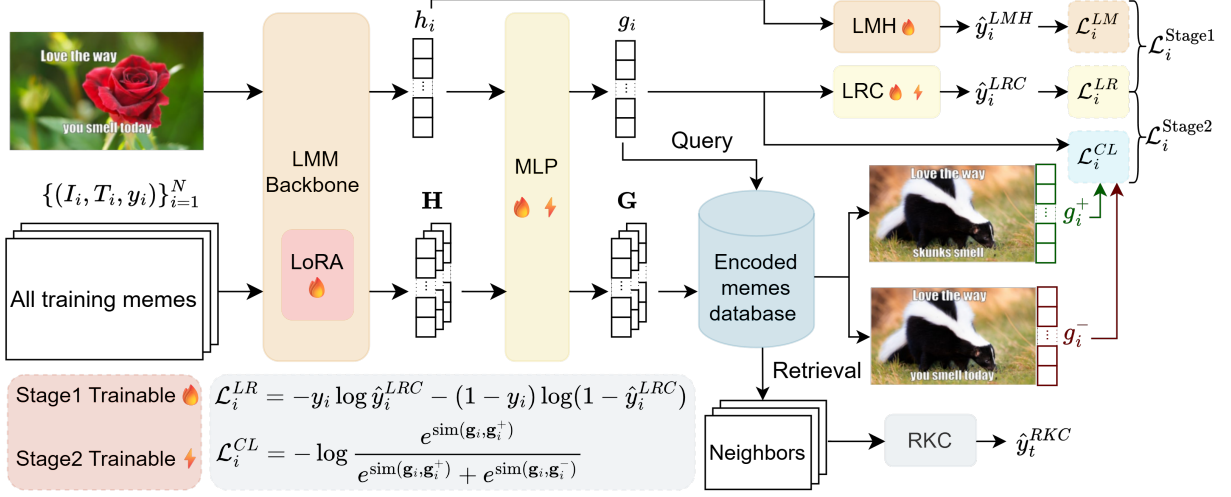 h_i
g_i
LMH
ŷ_i^{LMH}
𝓛_i^{LM}
𝓛_i^{Stage1}
Love the way
you smell today
LMM
Backbone
MLP
LRC
ŷ_i^{LRC}
𝓛_i^{LR}
𝓛_i^{Stage2}
Query
𝓛_i^{CL}
{(I_i, T_i, y_i)}_{i=1}^N
H
G
Love the way
skunks smell
g_i^+
LoRA
All training memes
Encoded
memes
database
Love the way
you smell today
g_i^-
Retrieval
Stage1 Trainable
Stage2 Trainable
𝓛_i^{LR} = -y_i log ŷ_i^{LRC} - (1 - y_i) log(1 - ŷ_i^{LRC})
𝓛_i^{CL} = -log \frac{e^{sim(g_i, g_i^+)}}{e^{sim(g_i, g_i^+)} + e^{sim(g_i, g_i^-)}}
Neighbors
RKC
ŷ_t^{RKC}